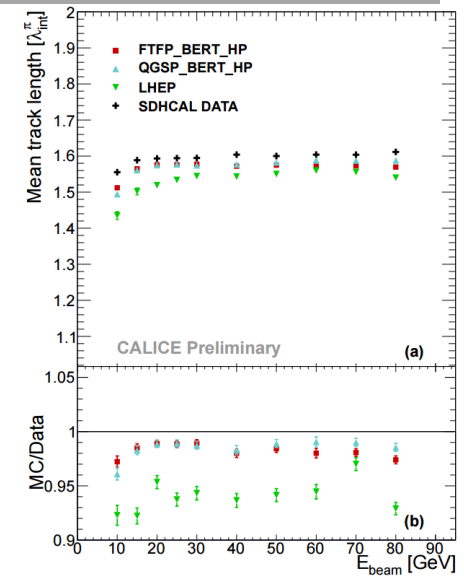 Mean track length [λπint]
2
1.9
1.8
1.7
1.6
1.5
1.4
1.3
1.2
1.1
FTFP_BERT_HP
QGSP_BERT_HP
LHEP
SDHCAL DATA
CALICE Preliminary
(a)
MC/Data
1.05
1
0.95
0.9
(b)
0 10 20 30 40 50 60 70 80 90
Ebeam [GeV]